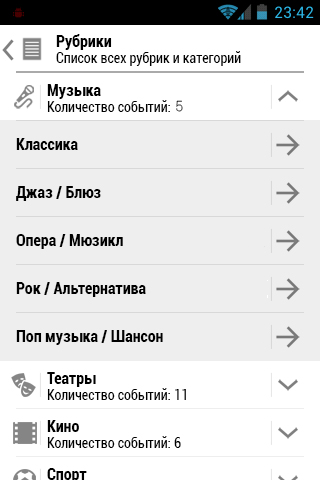 23:42
Рубрики
Список всех рубрик и категорий
Музыка
Количество событий: 5
Классика
Джаз / Блюз
Опера / Мюзикл
Рок / Альтернатива
Поп музыка / Шансон
Театры
Количество событий: 11
Кино
Количество событий: 6
Спорт